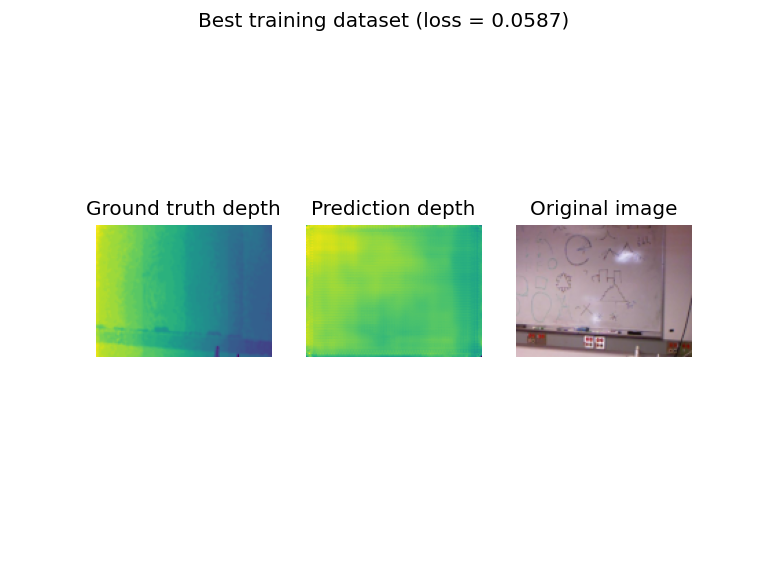 Best training dataset (loss = 0.0587)
Ground truth depth
Prediction depth
Original image